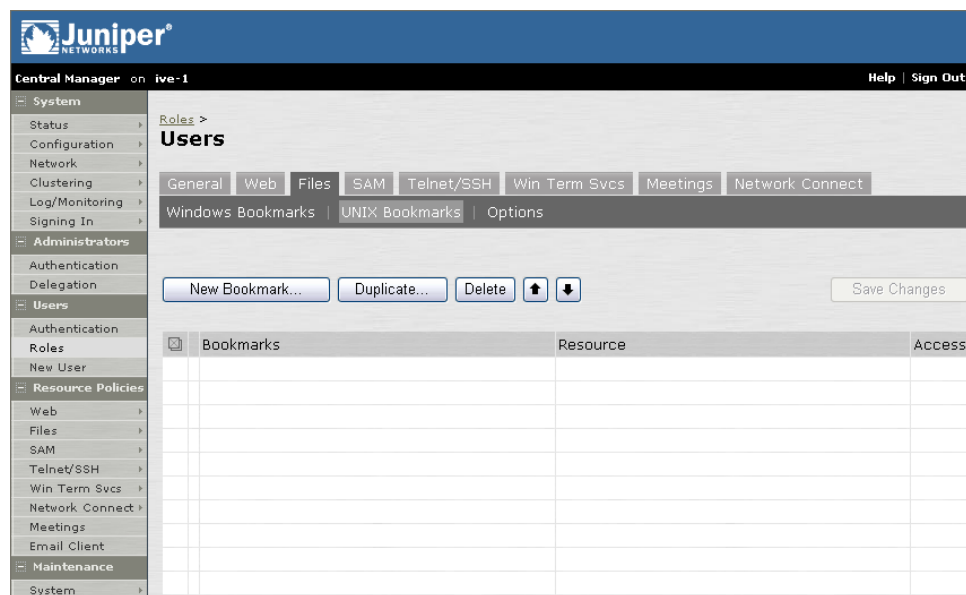 Juniper®
NETWORKS
Central Manager on ive-1
Help | Sign Out
System
Status
Configuration
Network
Clustering
Log/Monitoring
Signing In
Administrators
Authentication
Delegation
Users
Authentication
Roles
New User
Resource Policies
Web
Files
SAM
Telnet/SSH
Win Term Svcs
Network Connect
Meetings
Email Client
Maintenance
System
Roles >
Users
General Web Files SAM Telnet/SSH Win Term Svcs Meetings Network Connect
Windows Bookmarks | UNIX Bookmarks | Options
New Bookmark... Duplicate... Delete Save Changes
Bookmarks Resource Access